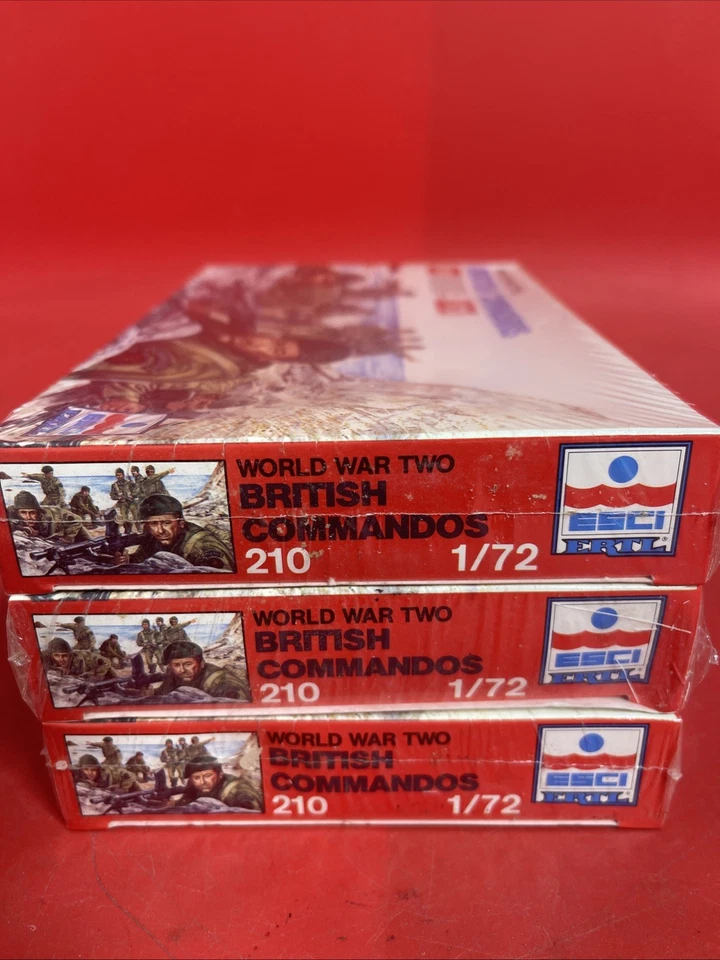 WORLD WAR TWO
BRITISH
COMMANDOS
210 1/72
ESCI
ERTL®
WORLD WAR TWO
BRITISH
COMMANDOS
210 1/72
ESCI
ERTL
WORLD WAR TWO
BRITISH
COMMANDOS
210 1/72
ESCI
ERTL